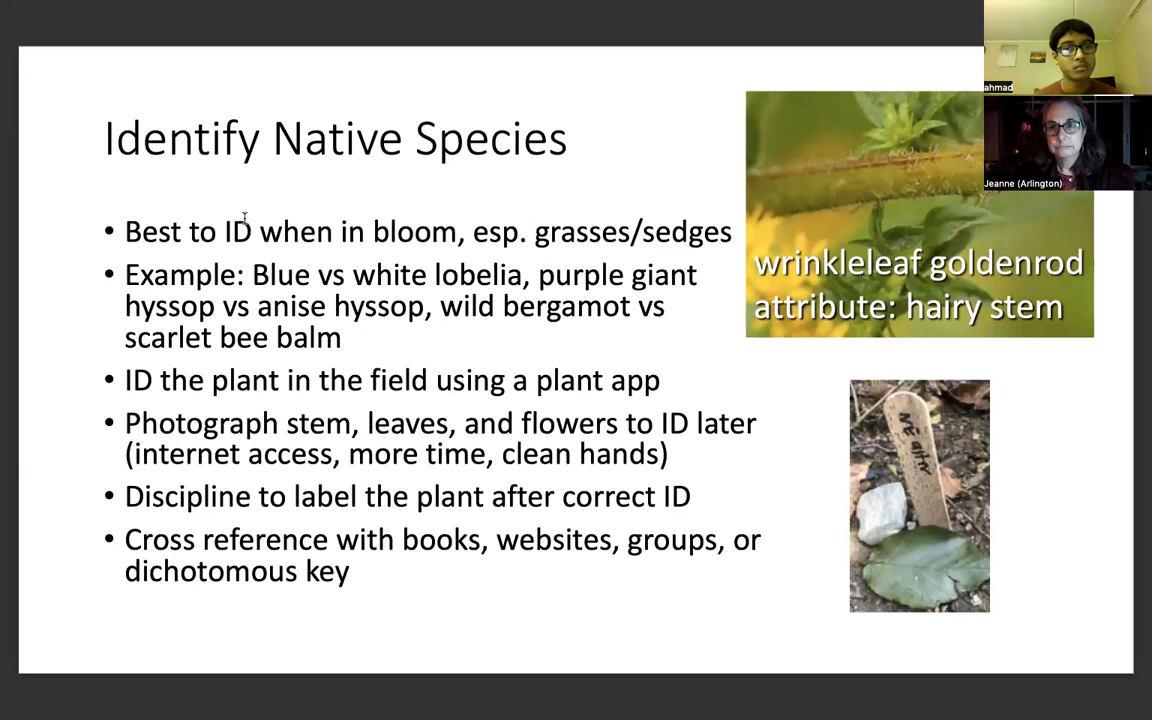 ahmad
Jeanne (Arlington)
Identify Native Species
• Best to ID when in bloom, esp. grasses/sedges
• Example: Blue vs white lobelia, purple giant
hyssop vs anise hyssop, wild bergamot vs
scarlet bee balm
• ID the plant in the field using a plant app
• Photograph stem, leaves, and flowers to ID later
(internet access, more time, clean hands)
• Discipline to label the plant after correct ID
• Cross reference with books, websites, groups, or
dichotomous key
wrinkleleaf goldenrod
attribute: hairy stem